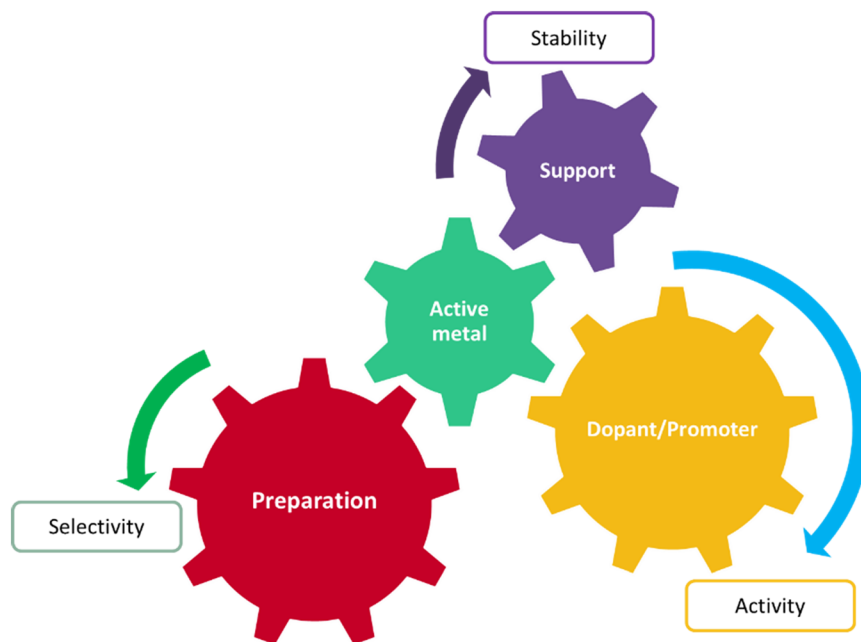 Stability
Support
Active
metal
Dopant/Promoter
Preparation
Selectivity
Activity